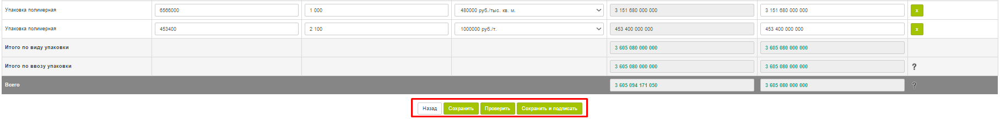 Упаковка полимерная 6566000 1 000 480000 руб./тыс. кв. м. 3 151 680 000 000 3 151 680 000 000 x
Упаковка полимерная 453400 2 100 1000000 руб./т. 453 400 000 000 453 400 000 000 x
Итого по виду упаковки 3 605 080 000 000 3 605 080 000 000
Итого по ввозу упаковки 3 605 080 000 000 3 605 080 000 000 ?
Всего 3 605 094 171 050 3 605 080 000 000 ?
Назад Сохранить Проверить Сохранить и подписать